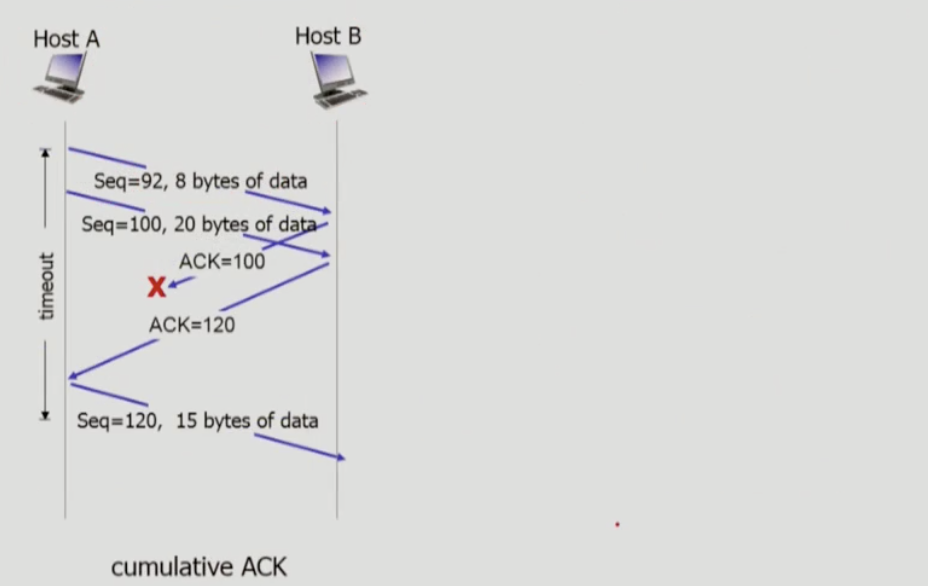 Host A
Host B
Seq=92, 8 bytes of data
Seq=100, 20 bytes of data
ACK=100
X
timeout
ACK=120
Seq=120, 15 bytes of data
cumulative ACK